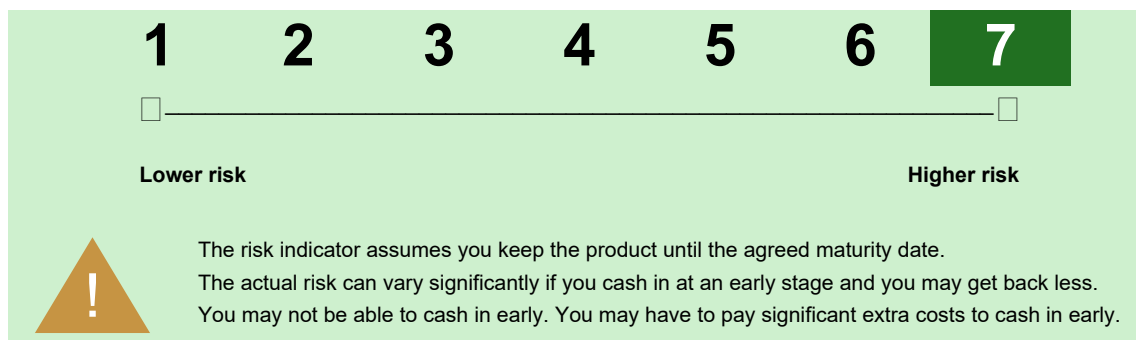 1 2 3 4 5 6 7
Lower risk Higher risk
The risk indicator assumes you keep the product until the agreed maturity date.
The actual risk can vary significantly if you cash in at an early stage and you may get back less.
! You may not be able to cash in early. You may have to pay significant extra costs to cash in early.